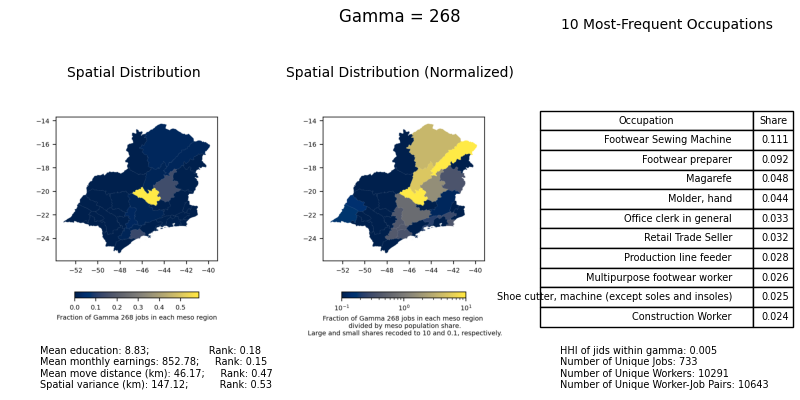 Gamma = 268
10 Most-Frequent Occupations
Spatial Distribution
Spatial Distribution (Normalized)
−14
−16
−18
−20
−22
−24
−52 −50 −48 −46 −44 −42 −40
0.0 0.1 0.2 0.3 0.4 0.5
Fraction of Gamma 268 jobs in each meso region
−14
−16
−18
−20
−22
−24
−52 −50 −48 −46 −44 −42 −40
10⁻¹ 10⁰ 10¹
Fraction of Gamma 268 jobs in each meso region
divided by meso population share.
Large and small shares recoded to 10 and 0.1, respectively.
Occupation Share
Footwear Sewing Machine 0.111
Footwear preparer 0.092
Magarefe 0.048
Molder, hand 0.044
Office clerk in general 0.033
Retail Trade Seller 0.032
Production line feeder 0.028
Multipurpose footwear worker 0.026
Shoe cutter, machine (except soles and insoles) 0.025
Construction Worker 0.024
Mean education: 8.83; Rank: 0.18
Mean monthly earnings: 852.78; Rank: 0.15
Mean move distance (km): 46.17; Rank: 0.47
Spatial variance (km): 147.12; Rank: 0.53
HHI of jids within gamma: 0.005
Number of Unique Jobs: 733
Number of Unique Workers: 10291
Number of Unique Worker-Job Pairs: 10643